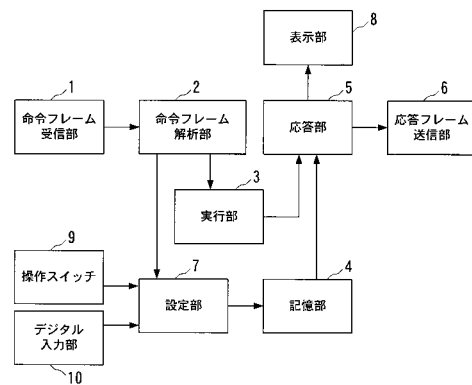 8
表示部
1
命令フレーム
受信部
2
命令フレーム
解析部
5
応答部
6
応答フレーム
送信部
3
実行部
9
操作スイッチ
7
設定部
4
記憶部
デジタル
入力部
10